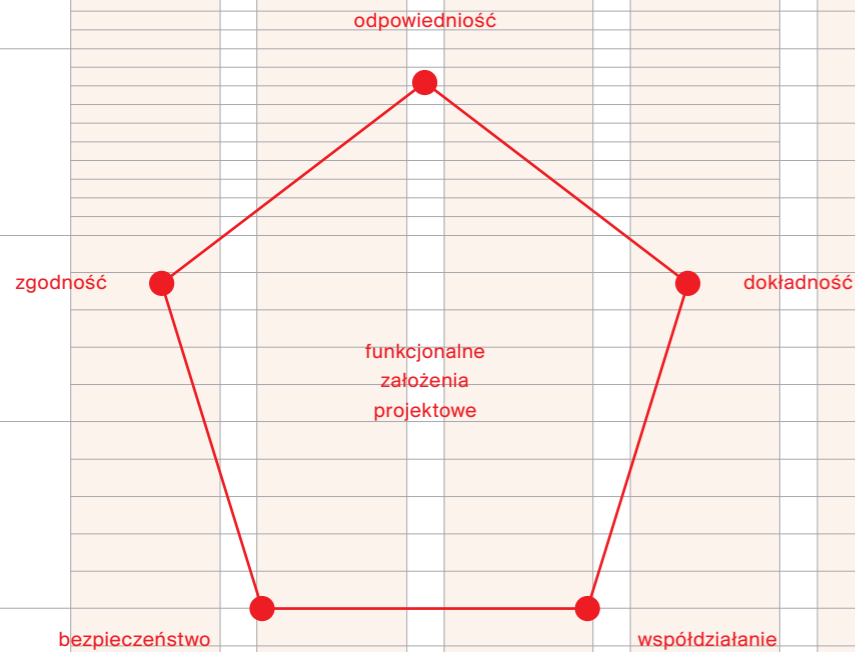 odpowiedniość
zgodność
dokładność
funkcjonalne
założenia
projektowe
bezpieczeństwo
współdziałanie